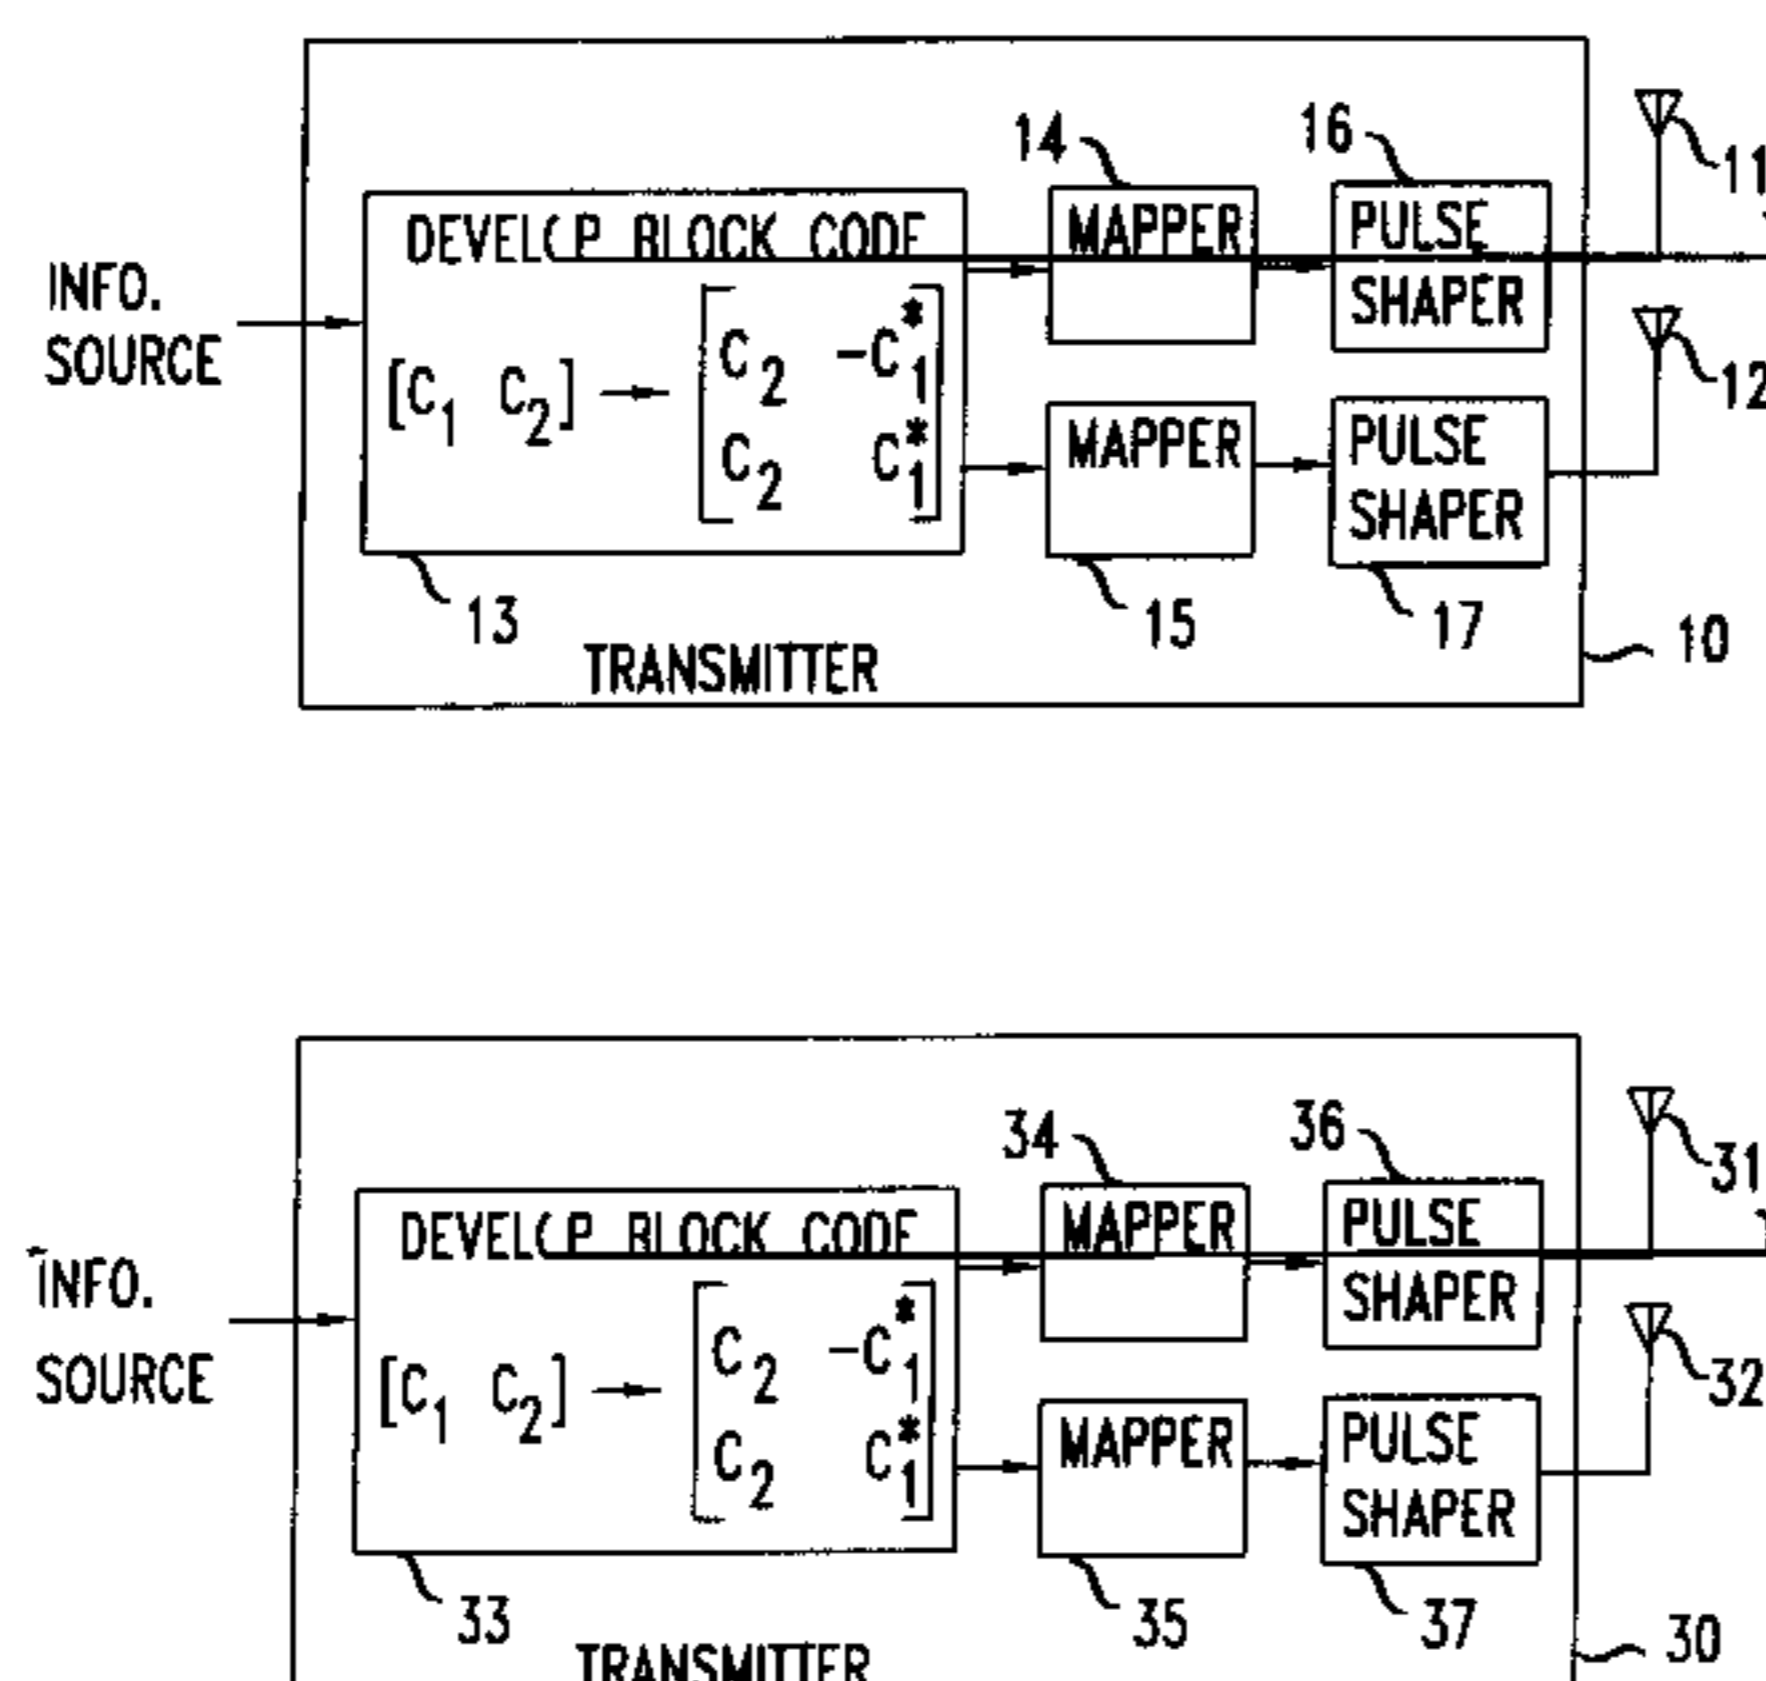 14
16
11
DEVELOP BLOCK CODE
MAPPER
PULSE
SHAPER
INFO.
SOURCE
[C1 C2] → [C2 -C1*
C2 C1*]
12
MAPPER
PULSE
SHAPER
13
15
17
10
TRANSMITTER
34
36
31
DEVELOP BLOCK CODE
MAPPER
PULSE
SHAPER
INFO.
SOURCE
[C1 C2] → [C2 -C1*
C2 C1*]
32
MAPPER
PULSE
SHAPER
33
35
37
30
TRANSMITTER